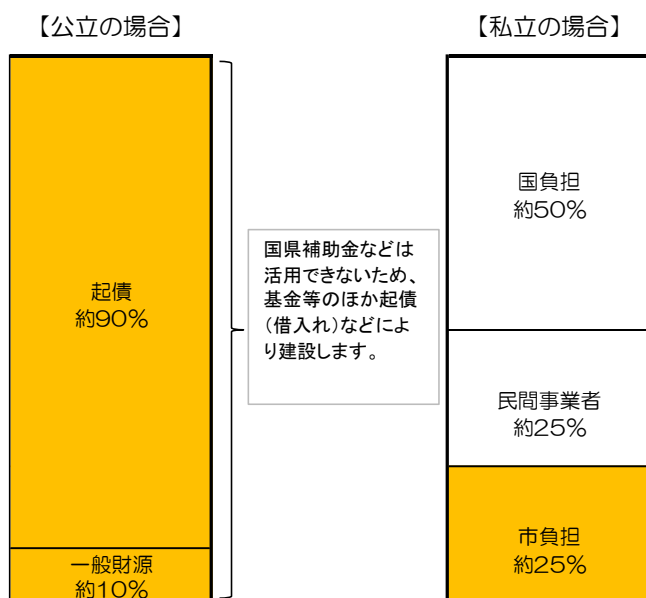 【公立の場合】
起債
約90%
一般財源
約10%
国県補助金などは
活用できないため、
基金等のほか起債
(借入れ)などによ
り建設します。
【私立の場合】
国負担
約50%
民間事業者
約25%
市負担
約25%